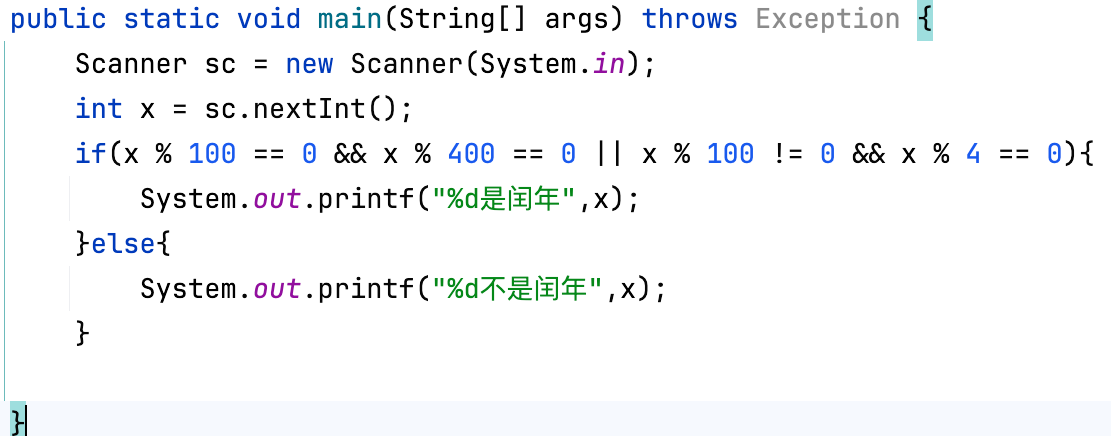 public static void main(String[] args) throws Exception {
    Scanner sc = new Scanner(System.in);
    int x = sc.nextInt();
    if(x % 100 == 0 && x % 400 == 0 || x % 100 != 0 && x % 4 == 0){
        System.out.printf("%d是闰年",x);
    }else{
        System.out.printf("%d不是闰年",x);
    }
}